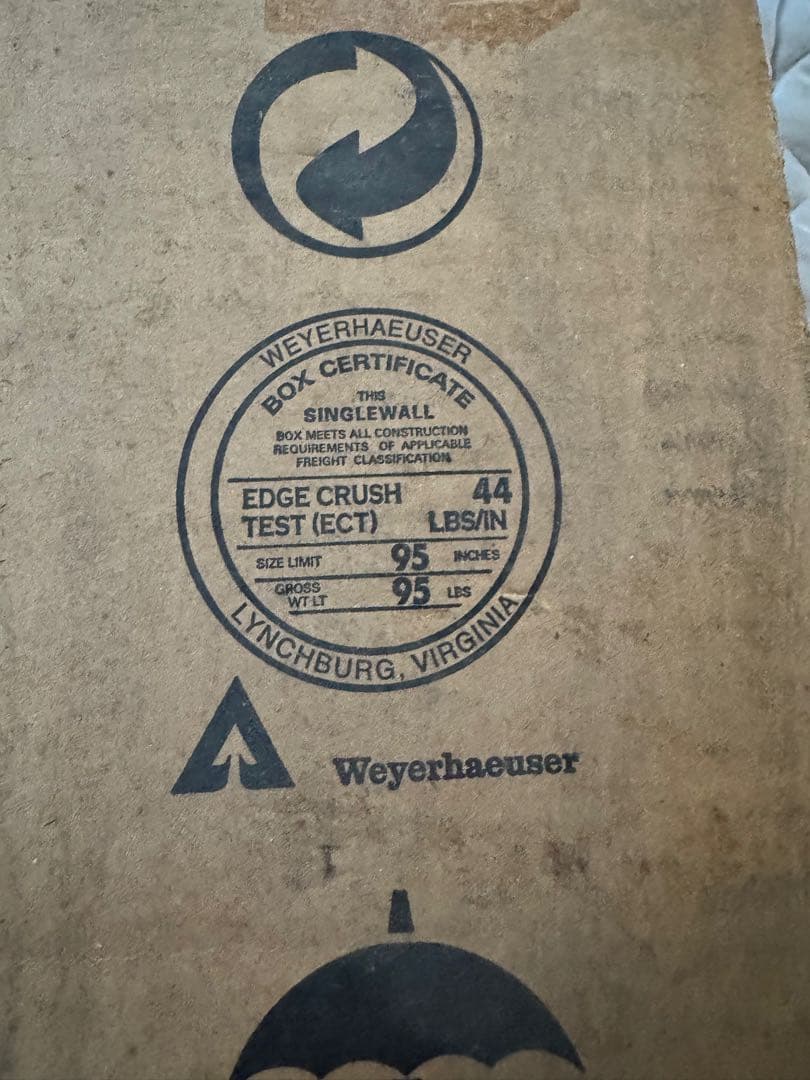 WEYERHAEUSER
BOX CERTIFICATE
THIS
SINGLEWALL
BOX MEETS ALL CONSTRUCTION
REQUIREMENTS OF APPLICABLE
FREIGHT CLASSIFICATION
EDGE CRUSH 44
TEST (ECT) LBS/IN
SIZE LIMIT 95 INCHES
GROSS
WT LT 95 LBS
LYNCHBURG, VIRGINIA
Weyerhaeuser